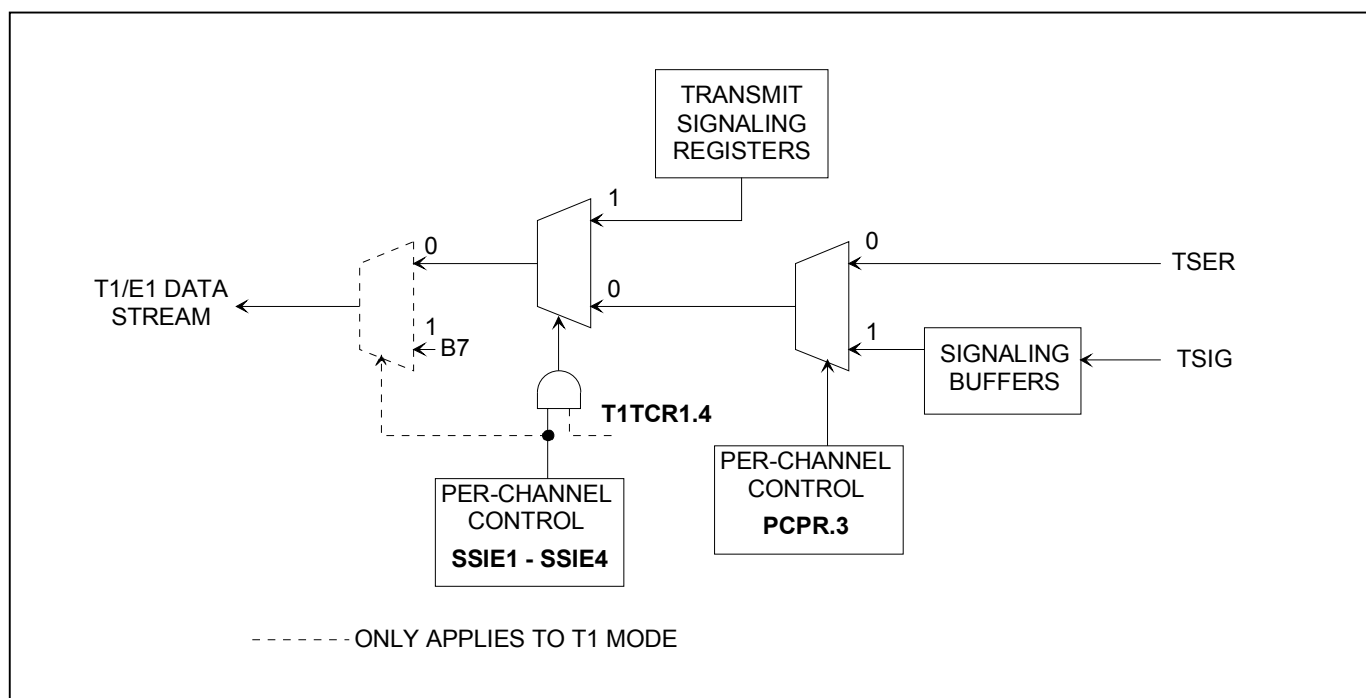 TRANSMIT
SIGNALING
REGISTERS
1
0
0
TSER
T1/E1 DATA
STREAM
0
1
B7
1
SIGNALING
BUFFERS
TSIG
T1TCR1.4
PER-CHANNEL
CONTROL
SSIE1 - SSIE4
PER-CHANNEL
CONTROL
PCPR.3
ONLY APPLIES TO T1 MODE